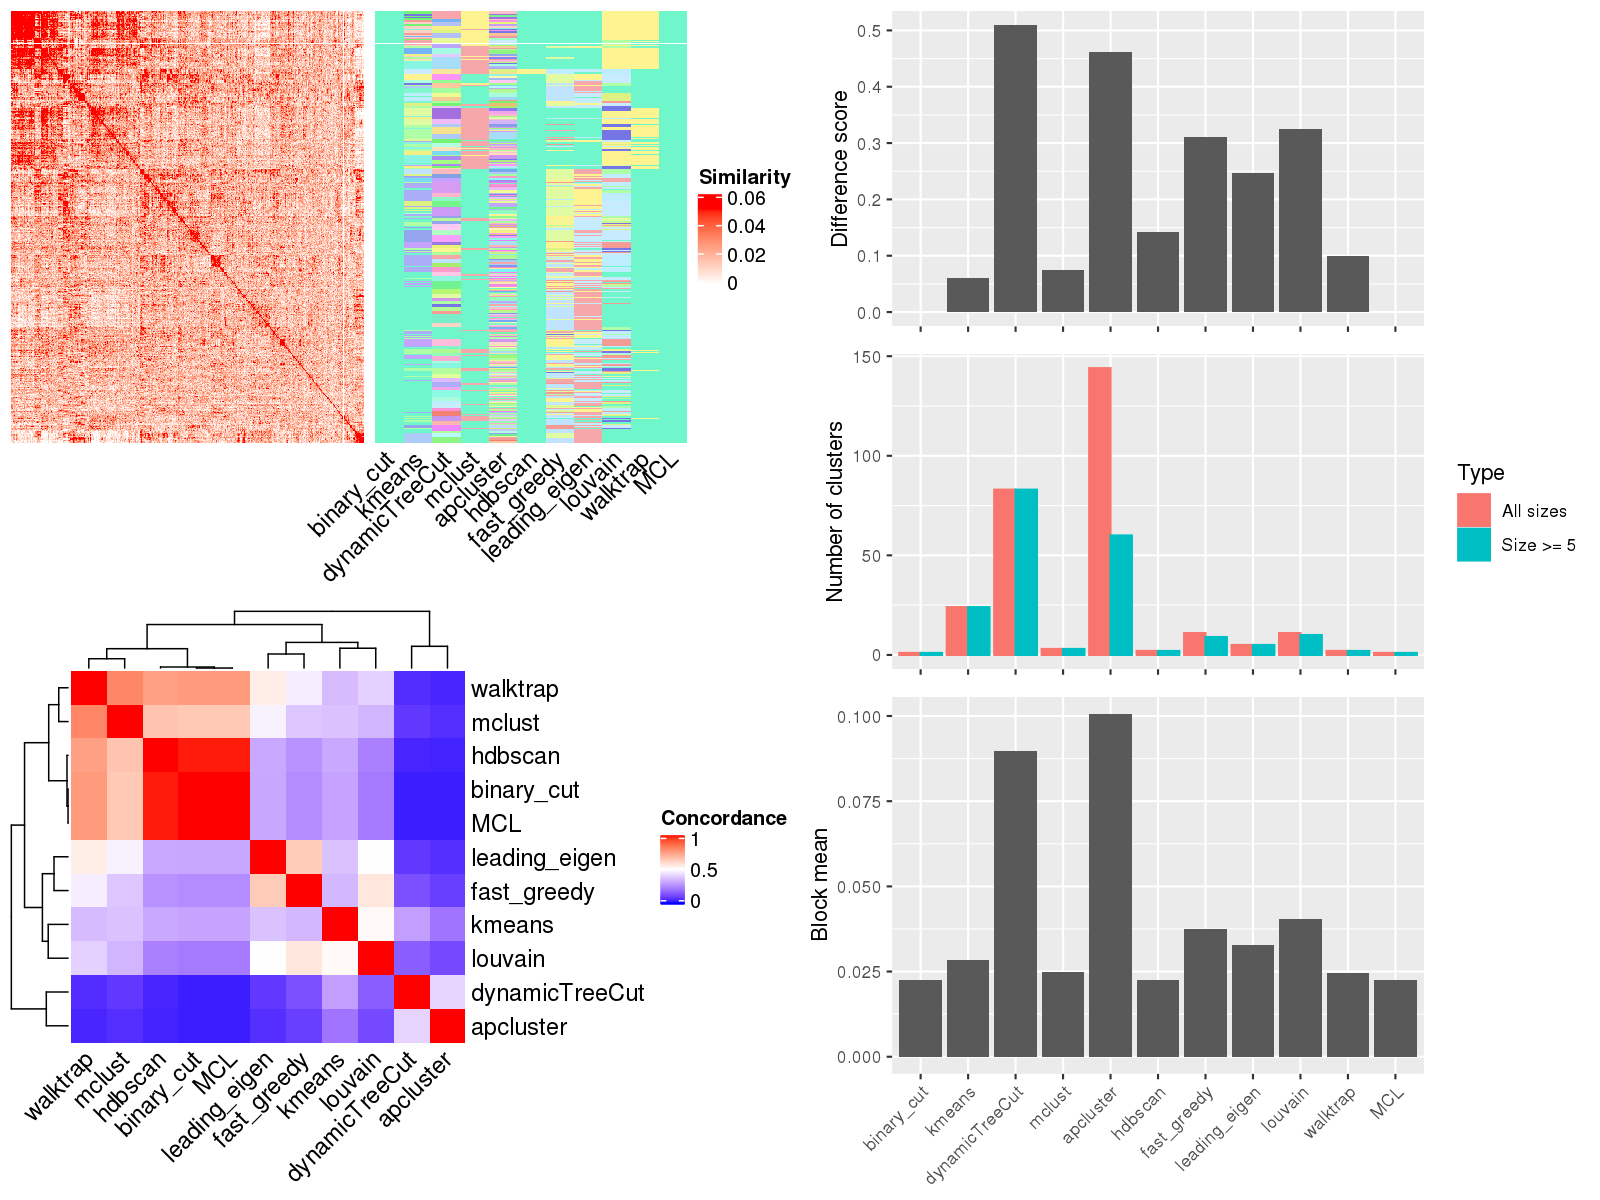 Similarity
0.06
0.04
0.02
0
binary_cut
kmeans
dynamicTreeCut
mclust
apcluster
hdbscan
fast_greedy
leading_eigen
louvain
walktrap
MCL
walktrap
mclust
hdbscan
binary_cut
MCL
leading_eigen
fast_greedy
kmeans
louvain
dynamicTreeCut
apcluster
walktrap
mclust
hdbscan
binary_cut
MCL
leading_eigen
fast_greedy
kmeans
louvain
dynamicTreeCut
apcluster
Concordance
1
0.5
0
Difference score
0.5
0.4
0.3
0.2
0.1
0.0
Number of clusters
150
100
50
0
Type
All sizes
Size >= 5
Block mean
0.100
0.075
0.050
0.025
0.000
binary_cut
kmeans
dynamicTreeCut
mclust
apcluster
hdbscan
fast_greedy
leading_eigen
louvain
walktrap
MCL